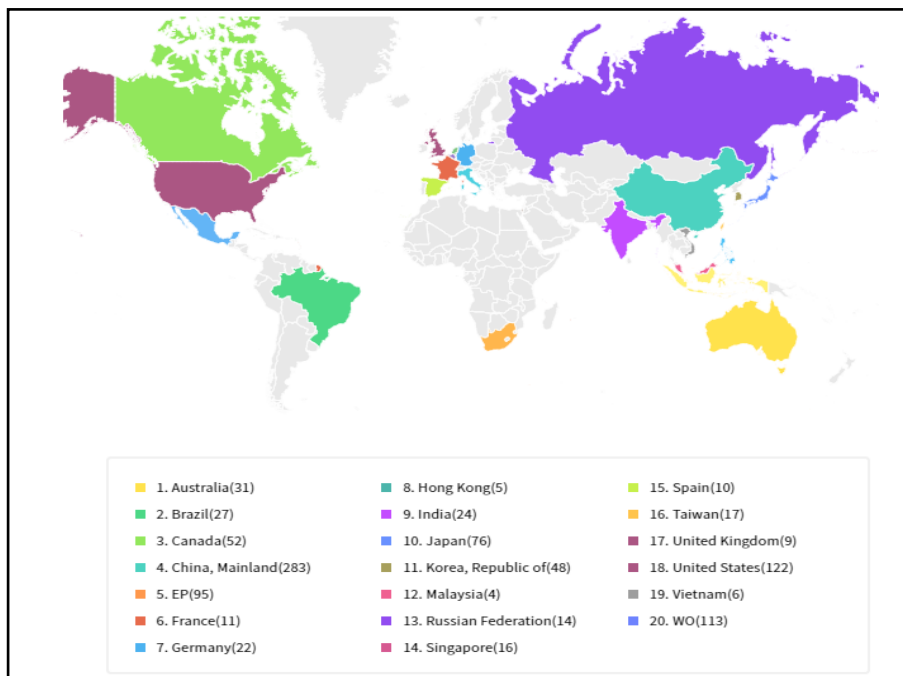 1. Australia(31)
2. Brazil(27)
3. Canada(52)
4. China, Mainland(283)
5. EP(95)
6. France(11)
7. Germany(22)
8. Hong Kong(5)
9. India(24)
10. Japan(76)
11. Korea, Republic of(48)
12. Malaysia(4)
13. Russian Federation(14)
14. Singapore(16)
15. Spain(10)
16. Taiwan(17)
17. United Kingdom(9)
18. United States(122)
19. Vietnam(6)
20. WO(113)